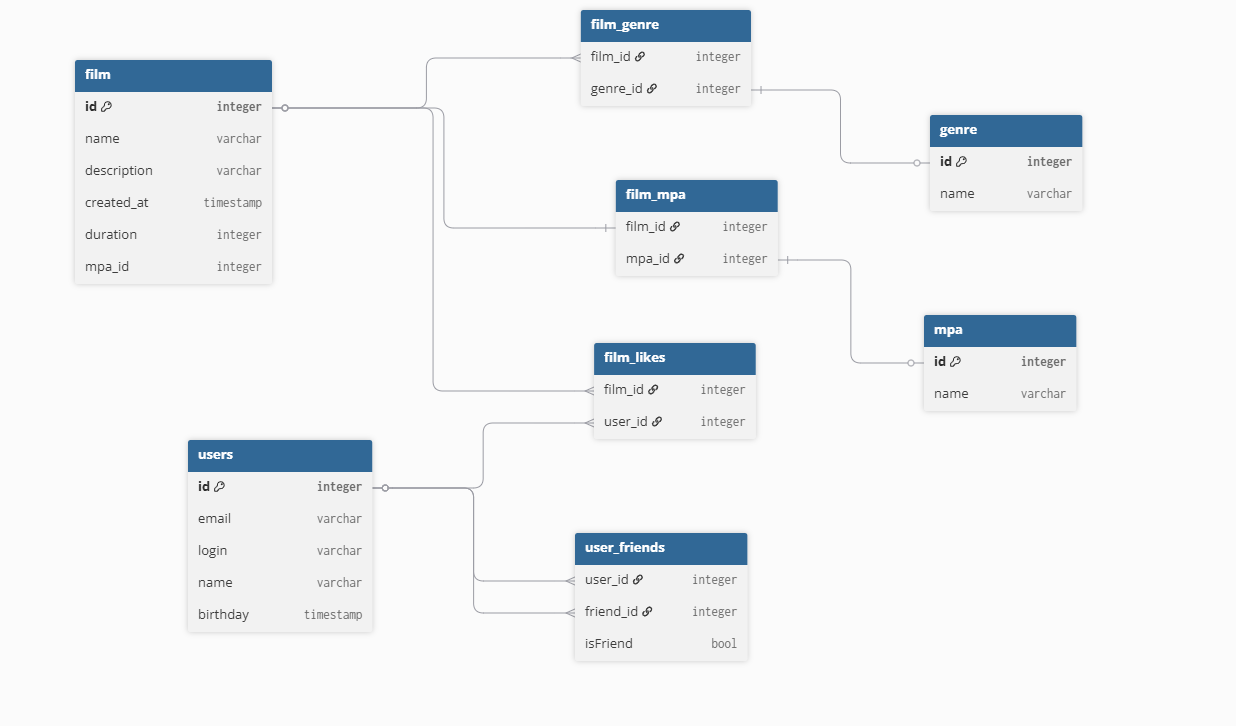 film
id integer
name varchar
description varchar
created_at timestamp
duration integer
mpa_id integer
film_genre
film_id integer
genre_id integer
genre
id integer
name varchar
film_mpa
film_id integer
mpa_id integer
mpa
id integer
name varchar
film_likes
film_id integer
user_id integer
users
id integer
email varchar
login varchar
name varchar
birthday timestamp
user_friends
user_id integer
friend_id integer
isFriend bool